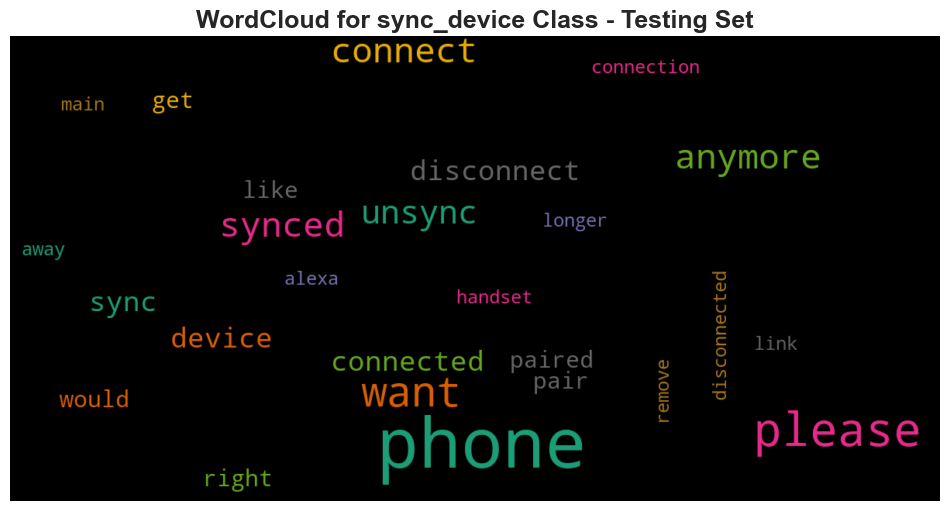 WordCloud for sync_device Class - Testing Set
connect
connection
main
get
anymore
disconnect
like
unsync
synced
longer
away
alexa
handset
sync
device
disconnected
link
connected
paired
pair
remove
want
would
please
phone
right